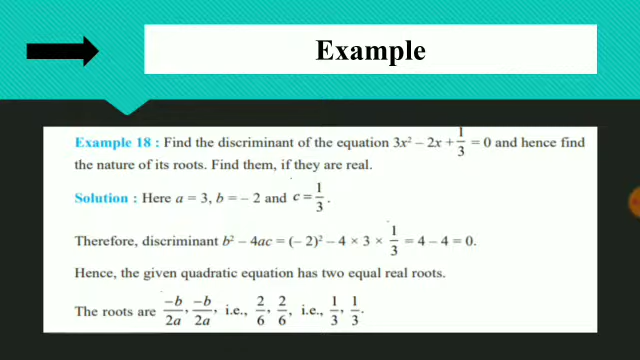 Example
Example 18 : Find the discriminant of the equation 3x² – 2x + 1/3 = 0 and hence find
the nature of its roots. Find them, if they are real.
Solution : Here a = 3, b = – 2 and c = 1/3.
Therefore, discriminant b² – 4ac = (– 2)² – 4 × 3 × 1/3 = 4 – 4 = 0.
Hence, the given quadratic equation has two equal real roots.
The roots are –b/2a, –b/2a, i.e., 2/6, 2/6, i.e., 1/3, 1/3.